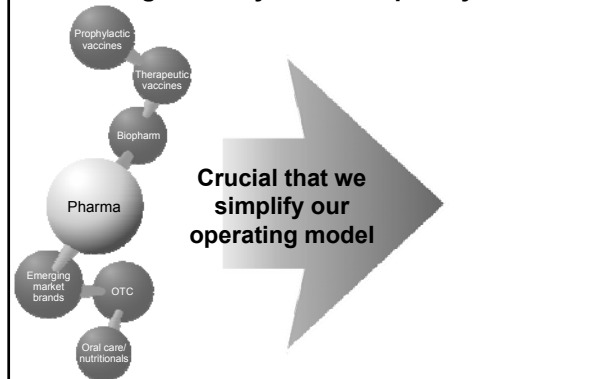 Prophylactic
vaccines
Therapeutic
vaccines
Biopharm
Pharma
Emerging
market
brands
OTC
Oral care/
nutritionals
Crucial that we
simplify our
operating model